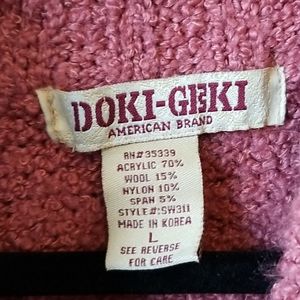 DOKI-GEKI
AMERICAN BRAND
RN# 35339
ACRYLIC 70%
WOOL 15%
NYLON 10%
SPAN 5%
STYLE#:SW311
MADE IN KOREA
L
SEE REVERSE
FOR CARE